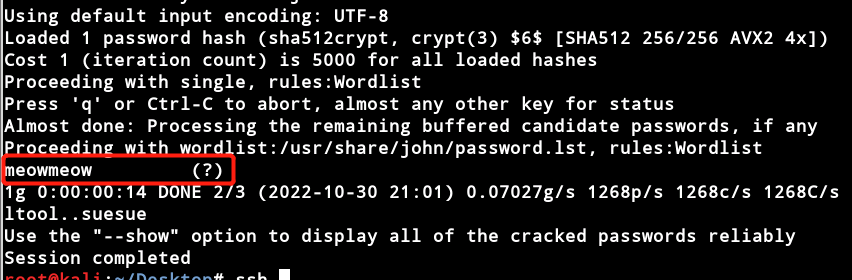 Using default input encoding: UTF-8
Loaded 1 password hash (sha512crypt, crypt(3) $6$ [SHA512 256/256 AVX2 4x])
Cost 1 (iteration count) is 5000 for all loaded hashes
Proceeding with single, rules:Wordlist
Press 'q' or Ctrl-C to abort, almost any other key for status
Almost done: Processing the remaining buffered candidate passwords, if any
Proceeding with wordlist:/usr/share/john/password.lst, rules:Wordlist
meowmeow         (?)
1g 0:00:00:14 DONE 2/3 (2022-10-30 21:01) 0.07027g/s 1268p/s 1268c/s 1268C/s
ltool..suesue
Use the "--show" option to display all of the cracked passwords reliably
Session completed
root@kali:~/Desktop# ssh